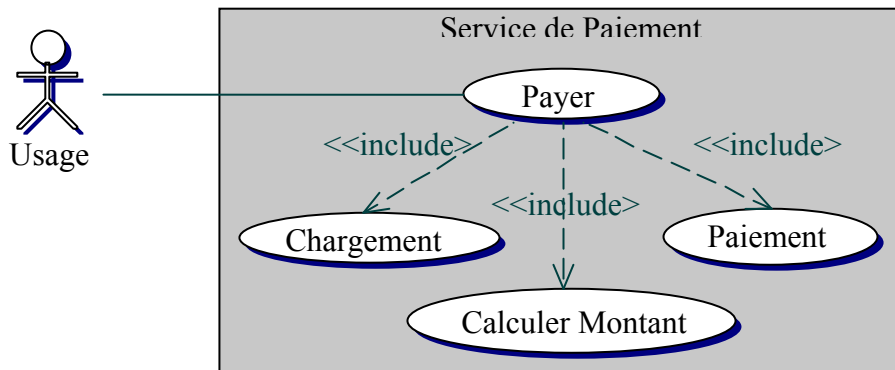 Service de Paiement
Payer
Usage
<<include>
<<include>
<<include>
Chargement
Paiement
Calculer Montant